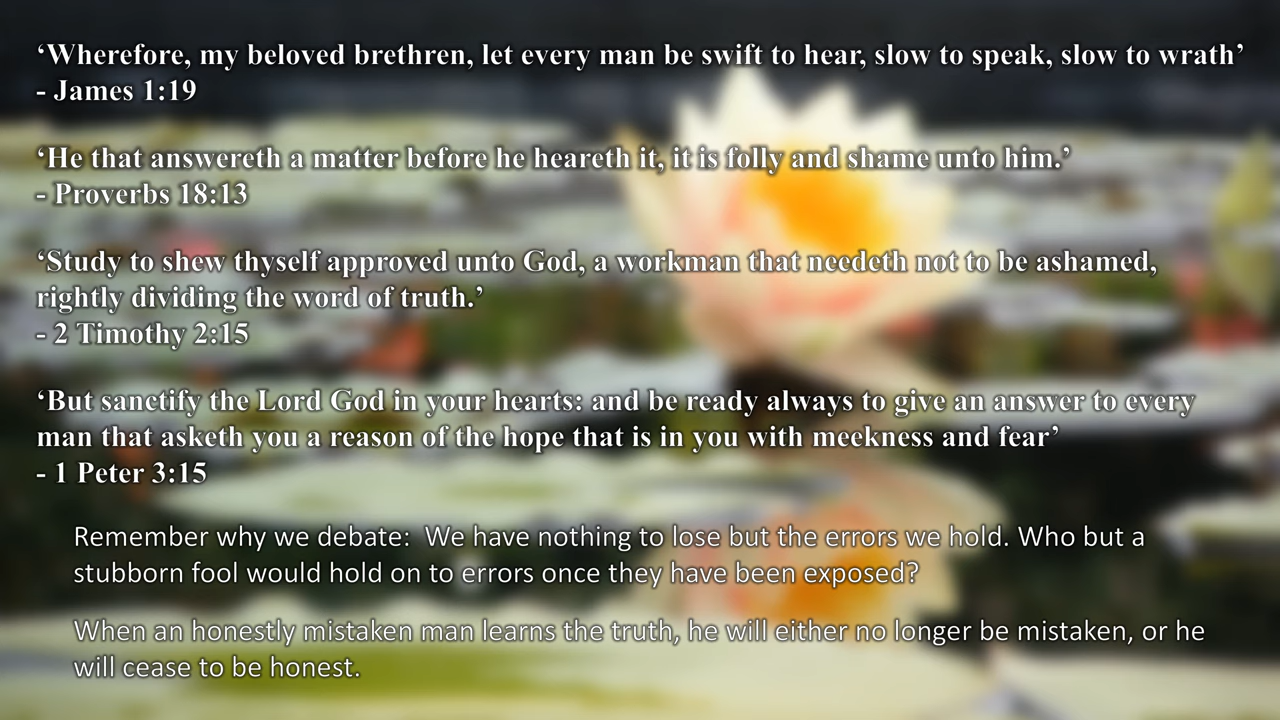 ‘Wherefore, my beloved brethren, let every man be swift to hear, slow to speak, slow to wrath’
- James 1:19
‘He that answereth a matter before he heareth it, it is folly and shame unto him.’
- Proverbs 18:13
‘Study to shew thyself approved unto God, a workman that needeth not to be ashamed,
rightly dividing the word of truth.’
- 2 Timothy 2:15
‘But sanctify the Lord God in your hearts: and be ready always to give an answer to every
man that asketh you a reason of the hope that is in you with meekness and fear’
- 1 Peter 3:15
Remember why we debate:  We have nothing to lose but the errors we hold. Who but a
stubborn fool would hold on to errors once they have been exposed?
When an honestly mistaken man learns the truth, he will either no longer be mistaken, or he
will cease to be honest.